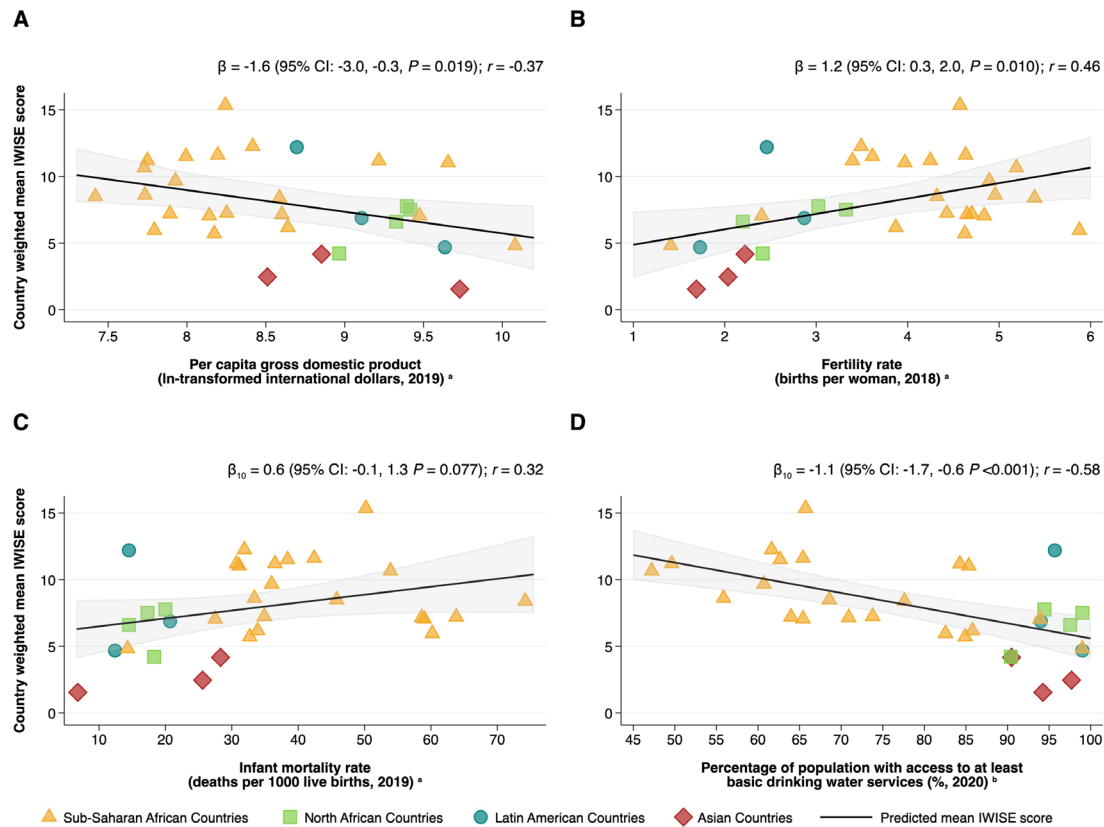 A
β = -1.6 (95% CI: -3.0, -0.3, P = 0.019); r = -0.37
Country weighted mean IWISE score
15
10
5
0
7.5 8 8.5 9 9.5 10
Per capita gross domestic product
(ln-transformed international dollars, 2019) a
B
β = 1.2 (95% CI: 0.3, 2.0, P = 0.010); r = 0.46
15
10
5
0
1 2 3 4 5 6
Fertility rate
(births per woman, 2018) a
C
β10 = 0.6 (95% CI: -0.1, 1.3 P = 0.077); r = 0.32
Country weighted mean IWISE score
15
10
5
0
10 20 30 40 50 60 70
Infant mortality rate
(deaths per 1000 live births, 2019) a
D
β10 = -1.1 (95% CI: -1.7, -0.6 P <0.001); r = -0.58
15
10
5
0
45 50 55 60 65 70 75 80 85 90 95 100
Percentage of population with access to at least
basic drinking water services (%, 2020) b
Sub-Saharan African Countries North African Countries Latin American Countries Asian Countries Predicted mean IWISE score